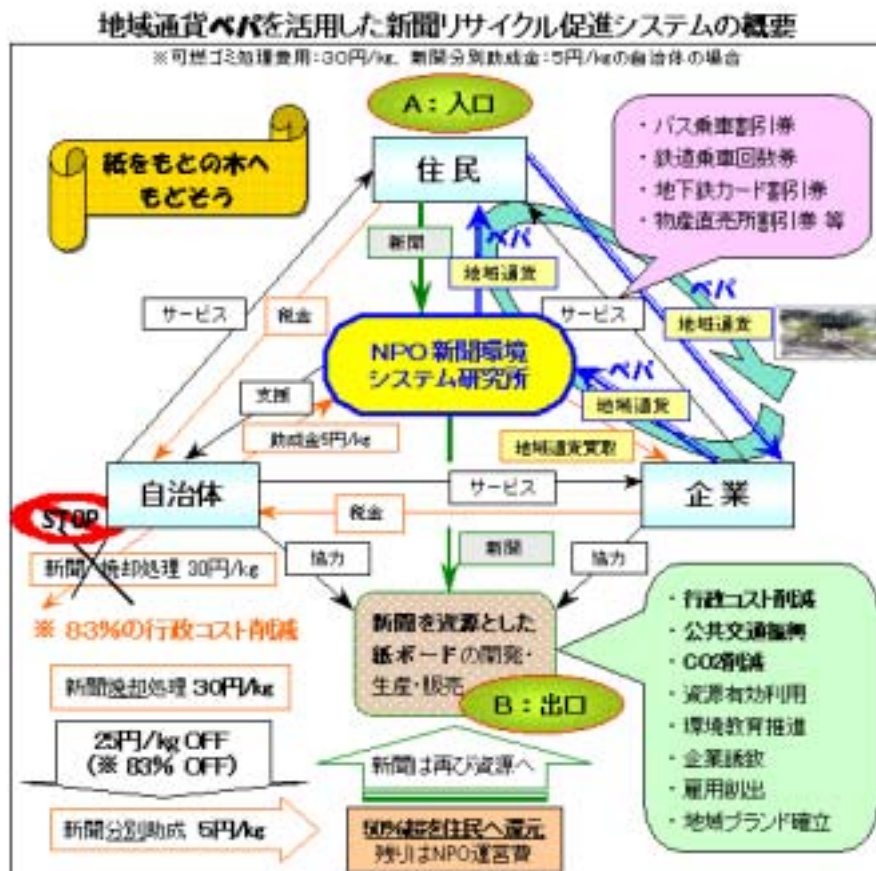 地域通貨ペパを活用した新聞リサイクル促進システムの概要
※可燃ゴミ処理費用:30円/kg、新聞分別助成金:5円/kgの自治体の場合
A:入口
紙をもとの木へ
もどそう
住民
・バス乗車割引券
・鉄道乗車回数券
・地下鉄カード割引券
・物産直売所割引券 等
新聞
ペパ
地域通貨
サービス
税金
サービス
ペパ
地域通貨
NPO新聞環境
システム研究所
ペパ
地域通貨
支援
助成金5円/kg
地域通貨買取
自治体
サービス
企業
STOP
税金
新聞 焼却処理 30円/kg
協力
新聞
協力
※ 83%の行政コスト削減
新聞を資源とした
紙ボードの開発・
生産・販売
B:出口
・行政コスト削減
・公共交通振興
・CO2削減
・資源有効利用
・環境教育推進
・企業誘致
・雇用創出
・地域ブランド確立
新聞焼却処理 30円/kg
25円/kg OFF
(※ 83% OFF)
新聞は再び資源へ
新聞分別助成 5円/kg
50%超を住民へ還元
残りはNPO運営費